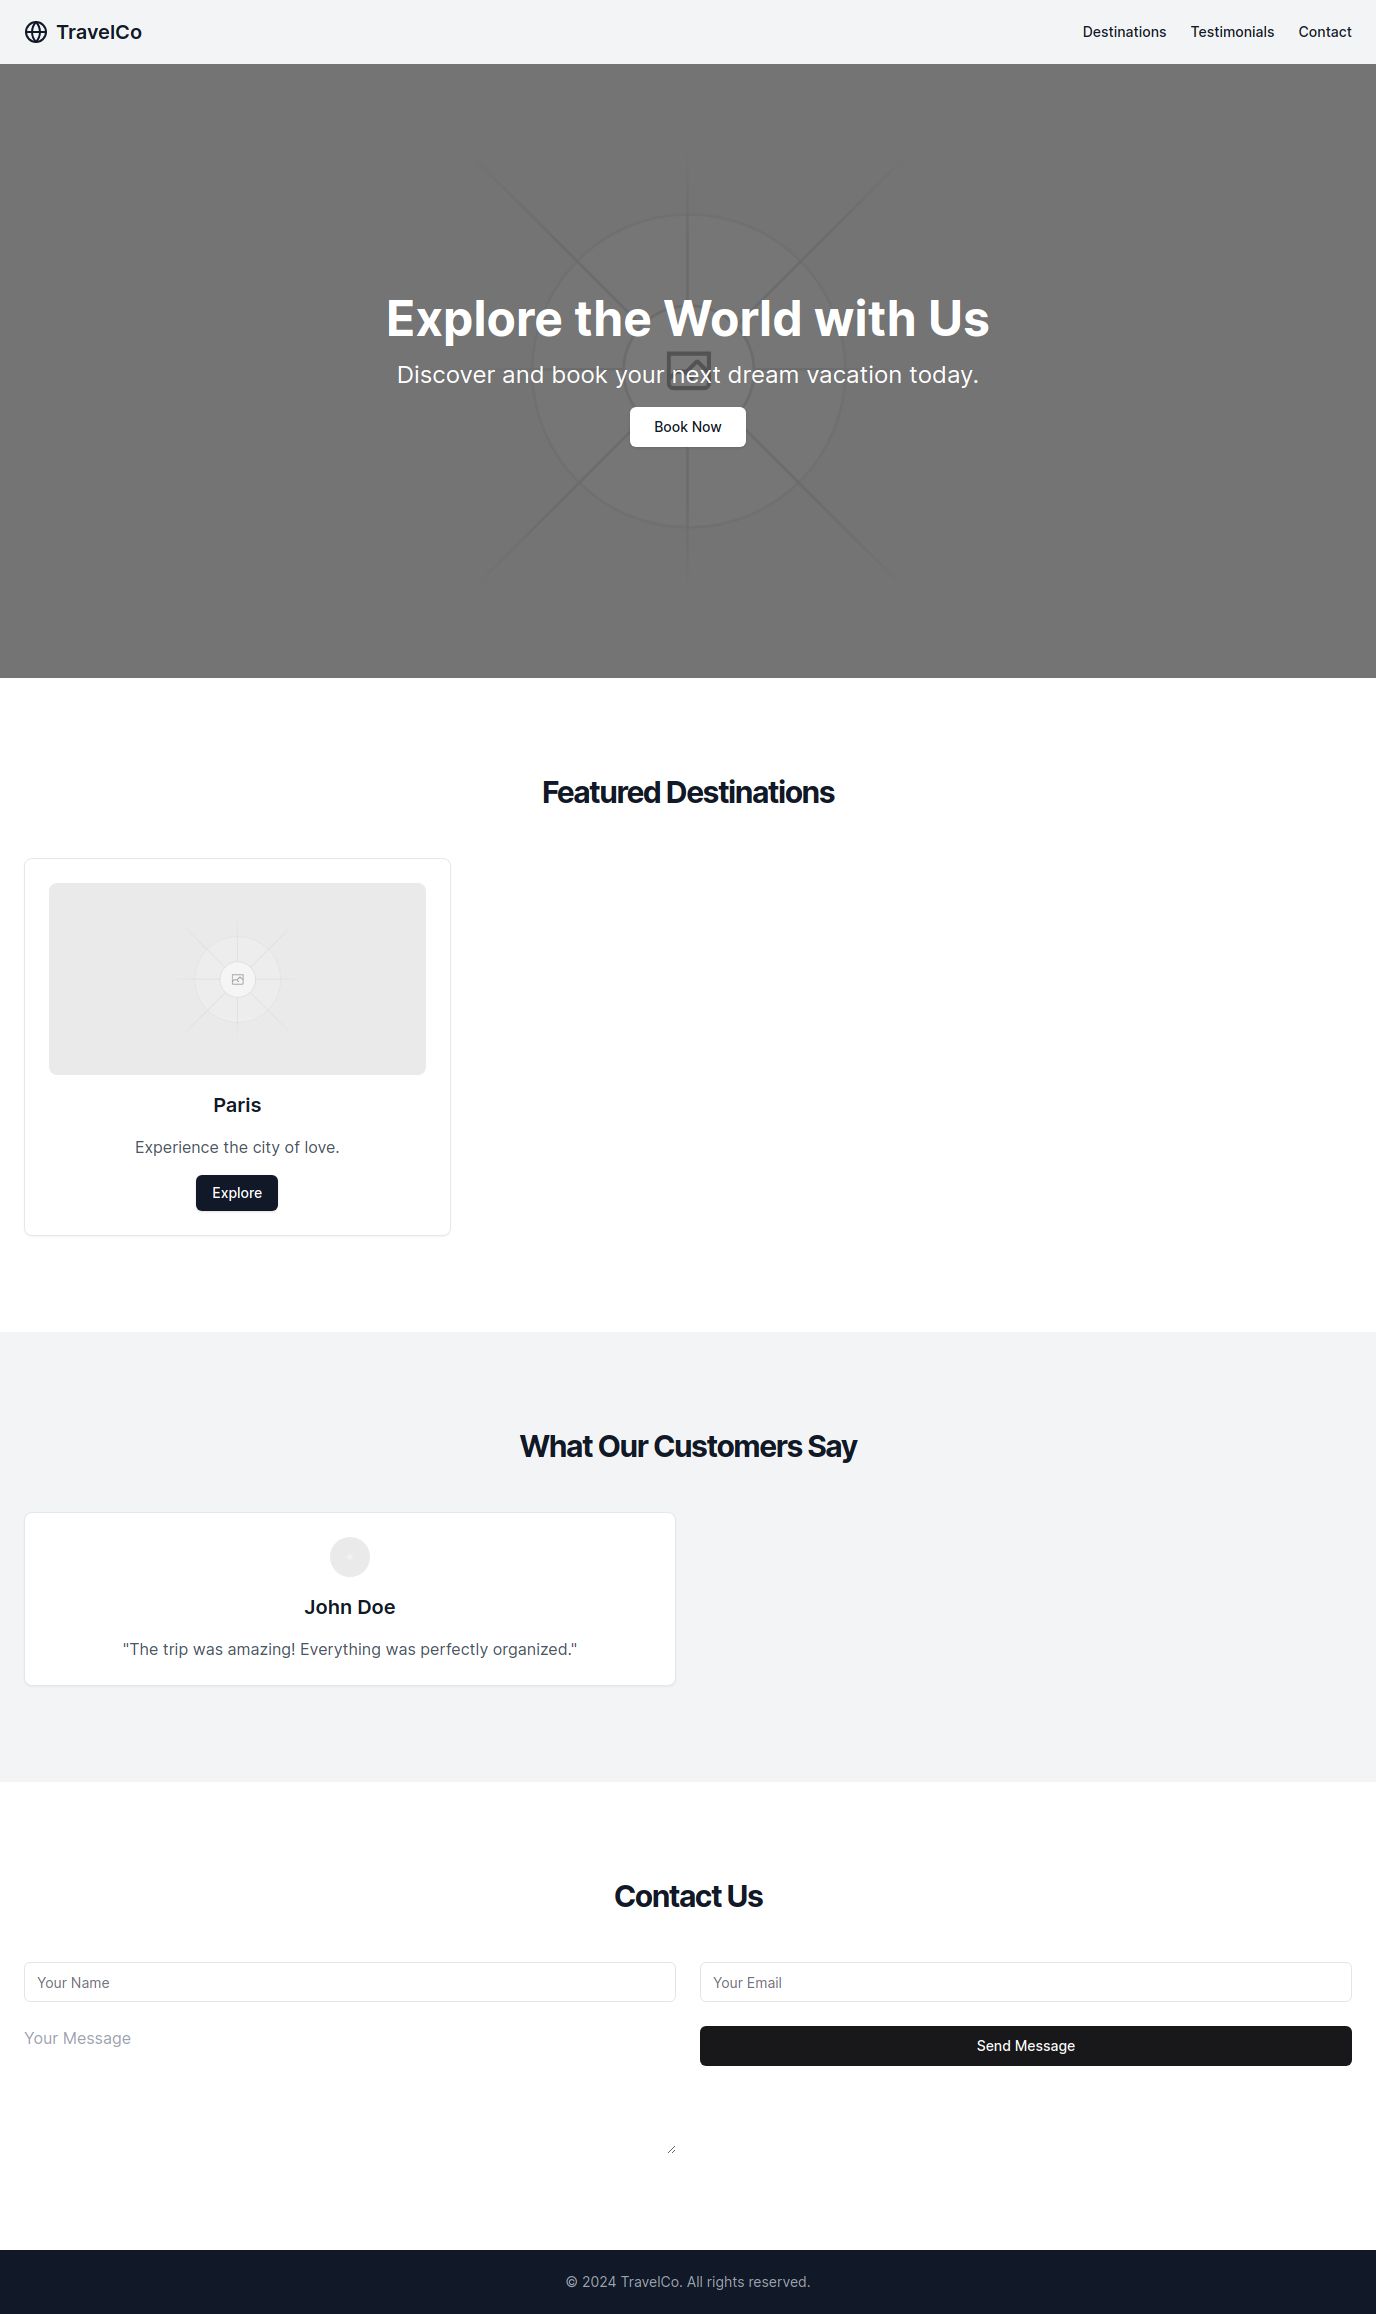 TravelCo
Destinations Testimonials Contact
Explore the World with Us
Discover and book your next dream vacation today.
Book Now
Featured Destinations
Paris
Experience the city of love.
Explore
What Our Customers Say
John Doe
"The trip was amazing! Everything was perfectly organized."
Contact Us
Your Name
Your Email
Your Message
Send Message
© 2024 TravelCo. All rights reserved.